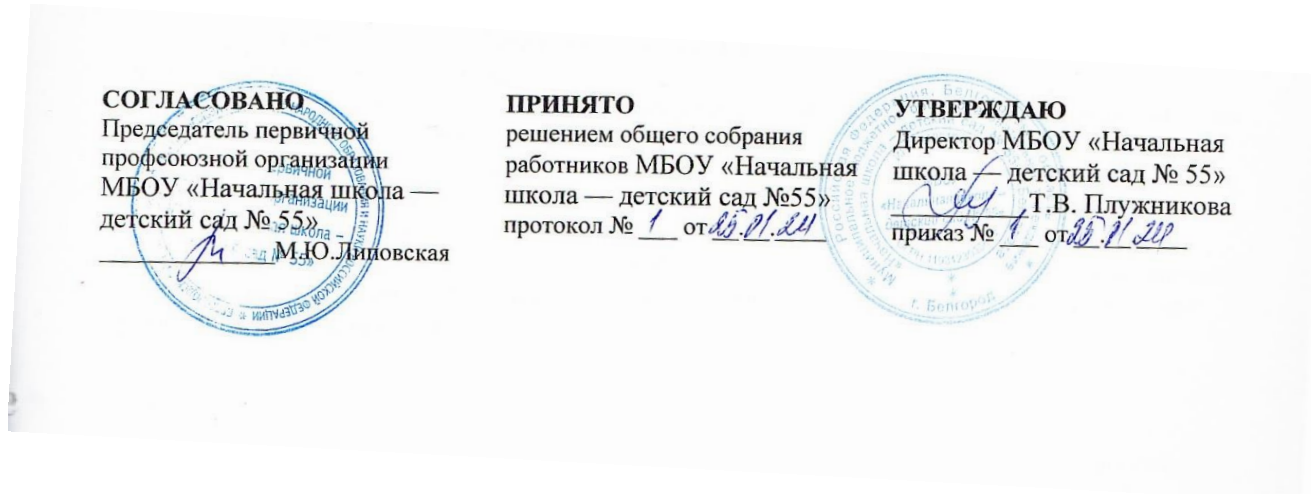 СОГЛАСОВАНО
Председатель первичной
профсоюзной организации
МБОУ «Начальная школа —
детский сад № 55»
М.Ю.Липовская
ПРИНЯТО
решением общего собрания
работников МБОУ «Начальная
школа — детский сад №55»
протокол № 1 от 25.01.24
УТВЕРЖДАЮ
Директор МБОУ «Начальная
школа — детский сад № 55»
Т.В. Плужникова
приказ № 1 от 25.01.24
г. Белгород